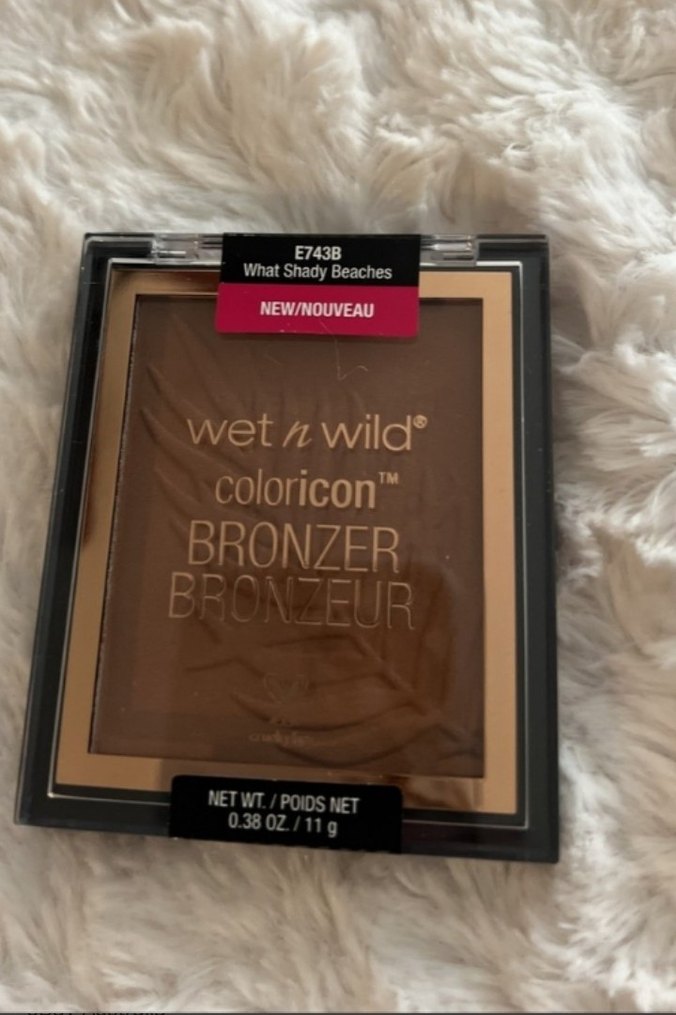 E743B
What Shady Beaches
NEW/NOUVEAU
wet n wild®
coloricon™
BRONZER
BRONZEUR
NET WT. / POIDS NET
0.38 OZ. / 11 g